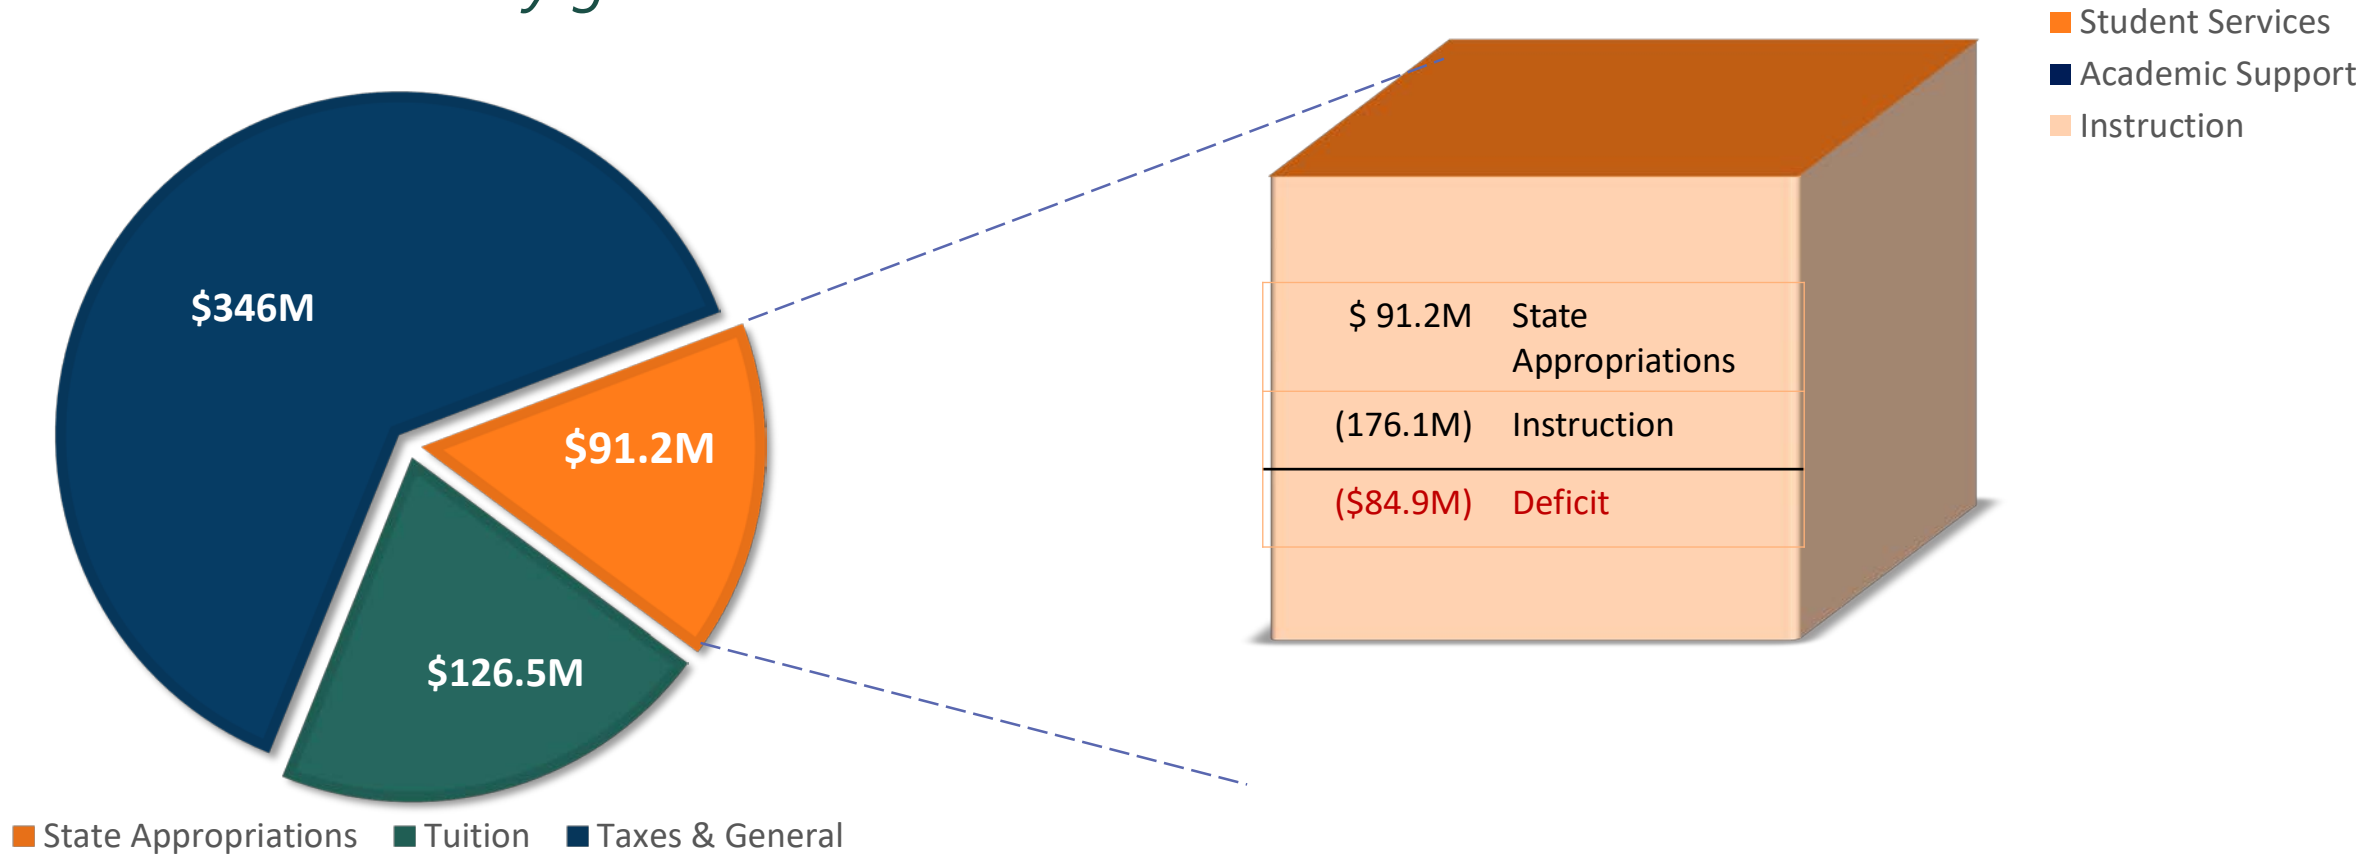 $346M
$91.2M
$126.5M
State Appropriations Tuition Taxes & General
$ 91.2M State
Appropriations
(176.1M) Instruction
($84.9M) Deficit
Student Services
Academic Support
Instruction